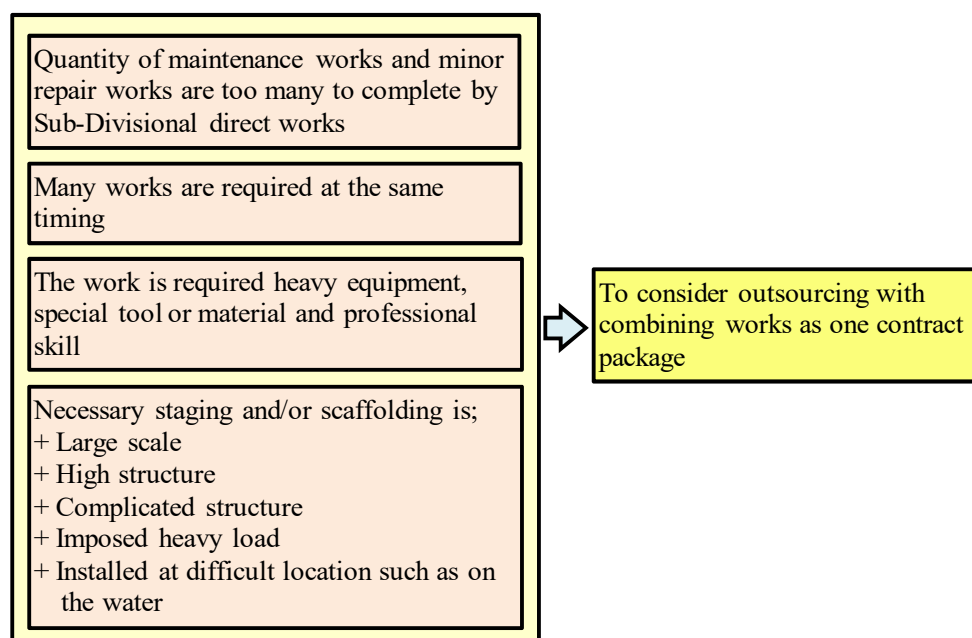 Quantity of maintenance works and minor
repair works are too many to complete by
Sub-Divisional direct works
Many works are required at the same
timing
The work is required heavy equipment,
special tool or material and professional
skill
Necessary staging and/or scaffolding is;
+ Large scale
+ High structure
+ Complicated structure
+ Imposed heavy load
+ Installed at difficult location such as on
the water
To consider outsourcing with
combining works as one contract
package